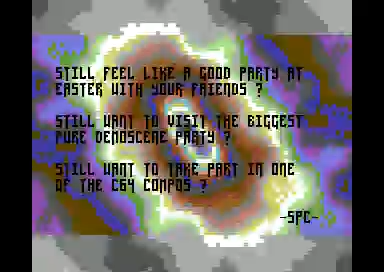 STILL FEEL LIKE A GOOD PARTY AT
EASTER WITH YOUR FRIENDS ?
STILL WANT TO VISIT THE BIGGEST
PURE DEMOSCENE PARTY ?
STILL WANT TO TAKE PART IN ONE
OF THE C64 COMPOS ?
-SPC-